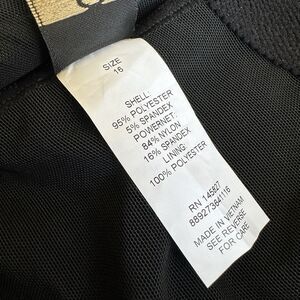 SIZE
16
SHELL:
95% POLYESTER
5% SPANDEX
POWERNET:
84% NYLON
16% SPANDEX
LINING:
100% POLYESTER
RN 145827
MADE IN VIETNAM
SEE REVERSE
FOR CARE